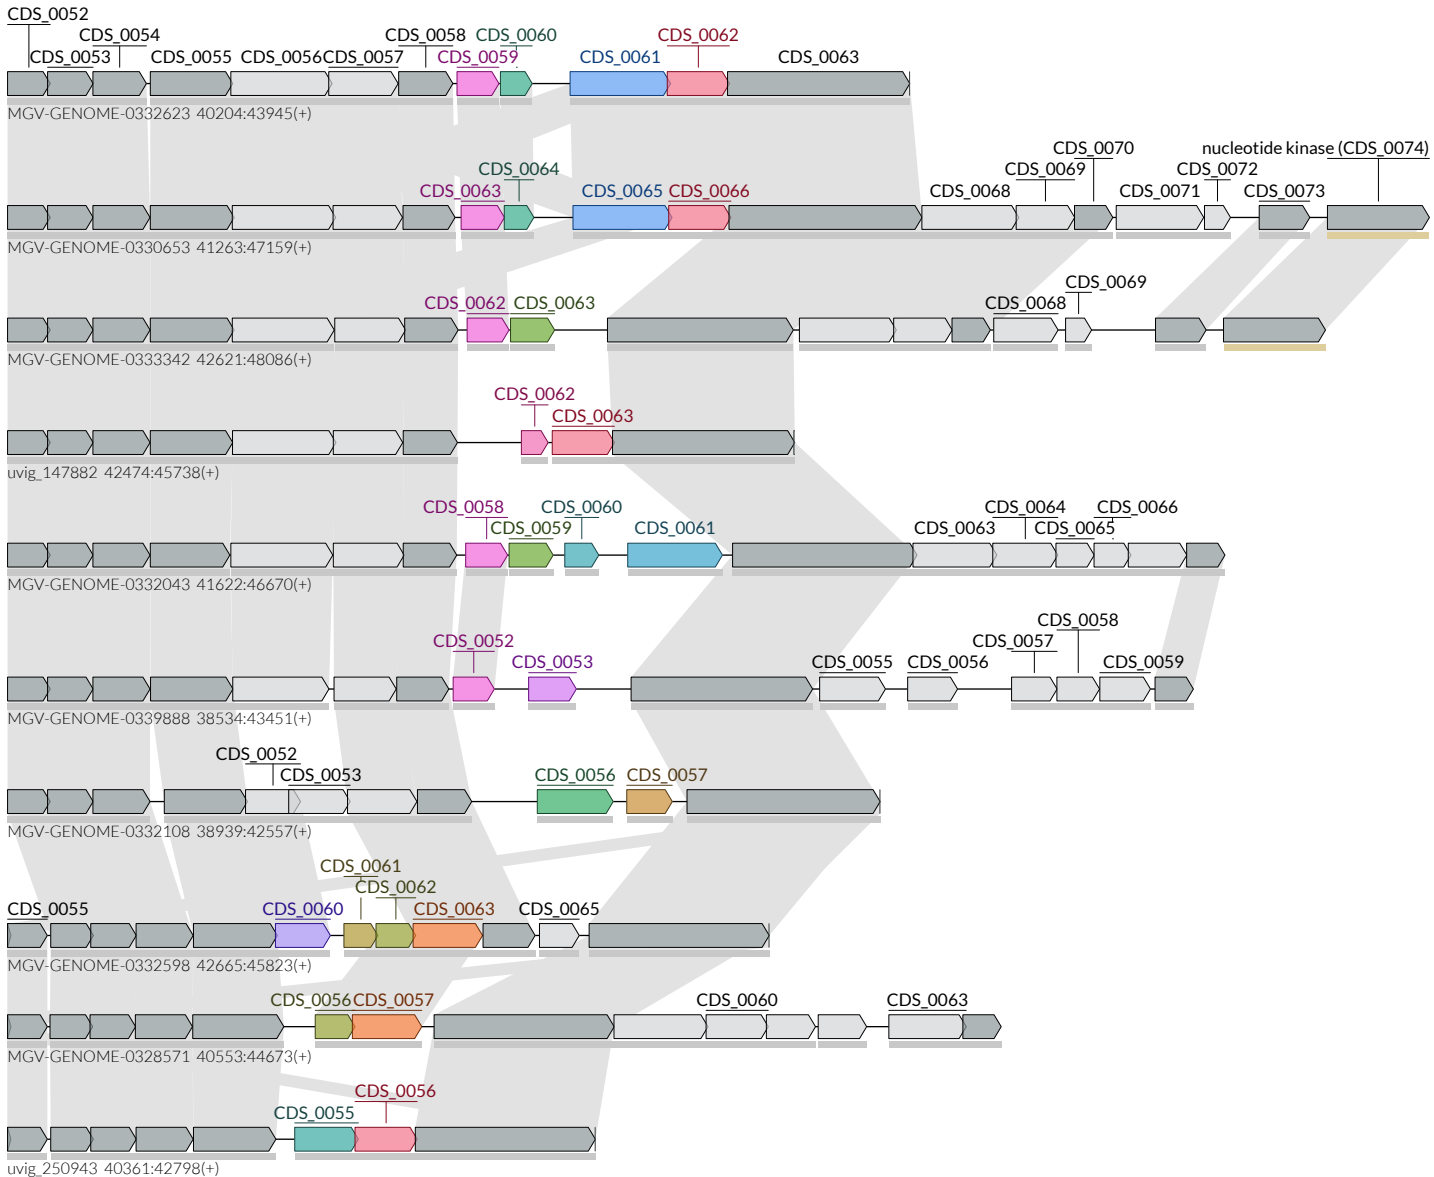 CDS_0052
CDS_0054 CDS_0058 CDS_0060 CDS_0062
CDS_0053 CDS_0055 CDS_0056 CDS_0057 CDS_0059 CDS_0061 CDS_0063
MGV-GENOME-0332623 40204:43945(+)
CDS_0070 nucleotide kinase (CDS_0074)
CDS_0064 CDS_0069 CDS_0072
CDS_0063 CDS_0065 CDS_0066 CDS_0068 CDS_0071 CDS_0073
MGV-GENOME-0330653 41263:47159(+)
CDS_0069
CDS_0062 CDS_0063 CDS_0068
MGV-GENOME-0333342 42621:48086(+)
CDS_0062
CDS_0063
uvig_147882 42474:45738(+)
CDS_0058 CDS_0060 CDS_0064 CDS_0066
CDS_0059 CDS_0061 CDS_0063 CDS_0065
MGV-GENOME-0332043 41622:46670(+)
CDS_0058
CDS_0052 CDS_0053 CDS_0057
CDS_0055 CDS_0056 CDS_0059
MGV-GENOME-0339888 38534:43451(+)
CDS_0052
CDS_0053 CDS_0056 CDS_0057
MGV-GENOME-0332108 38939:42557(+)
CDS_0061
CDS_0062
CDS_0055 CDS_0060 CDS_0063 CDS_0065
MGV-GENOME-0332598 42665:45823(+)
CDS_0056 CDS_0057 CDS_0060 CDS_0063
MGV-GENOME-0328571 40553:44673(+)
CDS_0056
CDS_0055
uvig_250943 40361:42798(+)